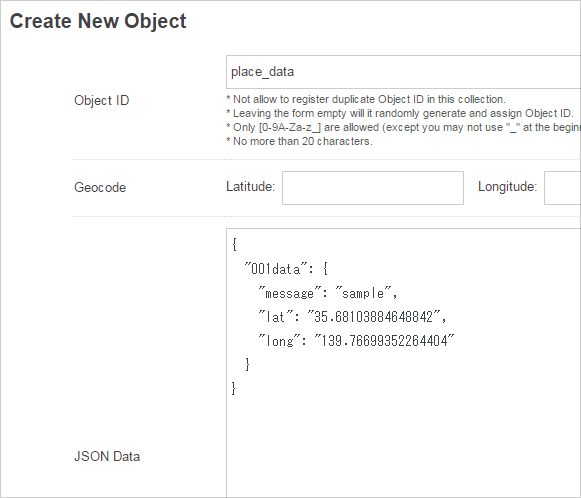 Create New Object
Object ID
place_data
* Not allow to register duplicate Object ID in this collection.
* Leaving the form empty will it randomly generate and assign Object ID.
* Only [0-9A-Za-z_] are allowed (except you may not use "_" at the
* No more than 20 characters.
Geocode Latitude: Longitude:
JSON Data
{
"001data": {
"message": "sample",
"lat": "35.68103884648842",
"long": "139.76699352264404"
}
}